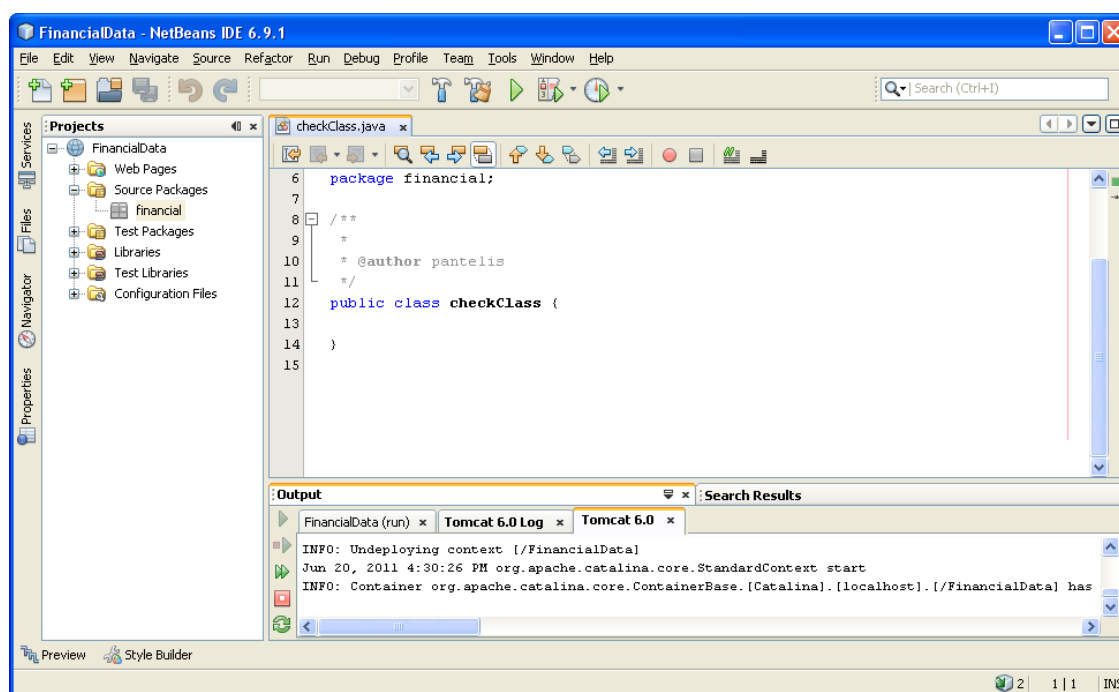 FinancialData - NetBeans IDE 6.9.1
File Edit View Navigate Source Refactor Run Debug Profile Team Tools Window Help
Search (Ctrl+I)
Services
Files
Navigator
Properties
Projects
FinancialData
Web Pages
Source Packages
financial
Test Packages
Libraries
Test Libraries
Configuration Files
checkClass.java
6 package financial;
7
8 /**
9 *
10 * @author pantelis
11 */
12 public class checkClass {
13
14 }
15
Output
Search Results
FinancialData (run) Tomcat 6.0 Log Tomcat 6.0
INFO: Undeploying context [/FinancialData]
Jun 20, 2011 4:30:26 PM org.apache.catalina.core.StandardContext start
INFO: Container org.apache.catalina.core.ContainerBase.[Catalina].[localhost].[/FinancialData] has
Preview Style Builder
2 1 | 1 INS